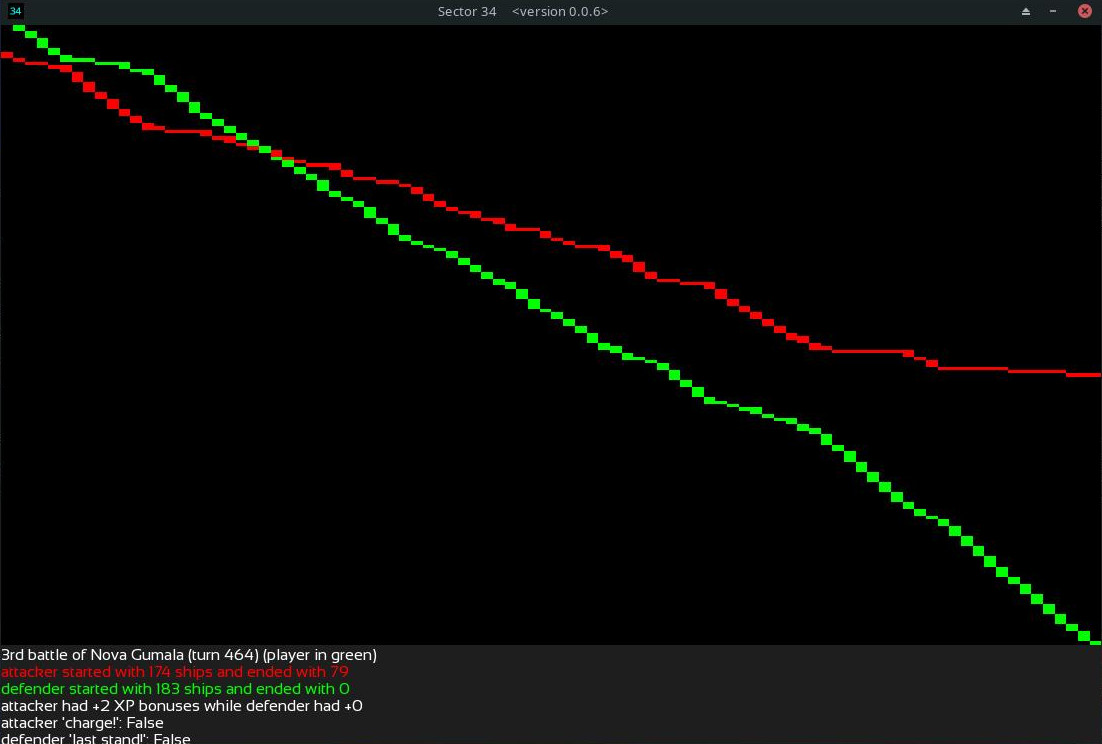 34
Sector 34 <version 0.0.6>
3rd battle of Nova Gumala (turn 464) (player in green)
attacker started with 174 ships and ended with 79
defender started with 183 ships and ended with 0
attacker had +2 XP bonuses while defender had +0
attacker 'charge!': False
defender 'last stand!': False